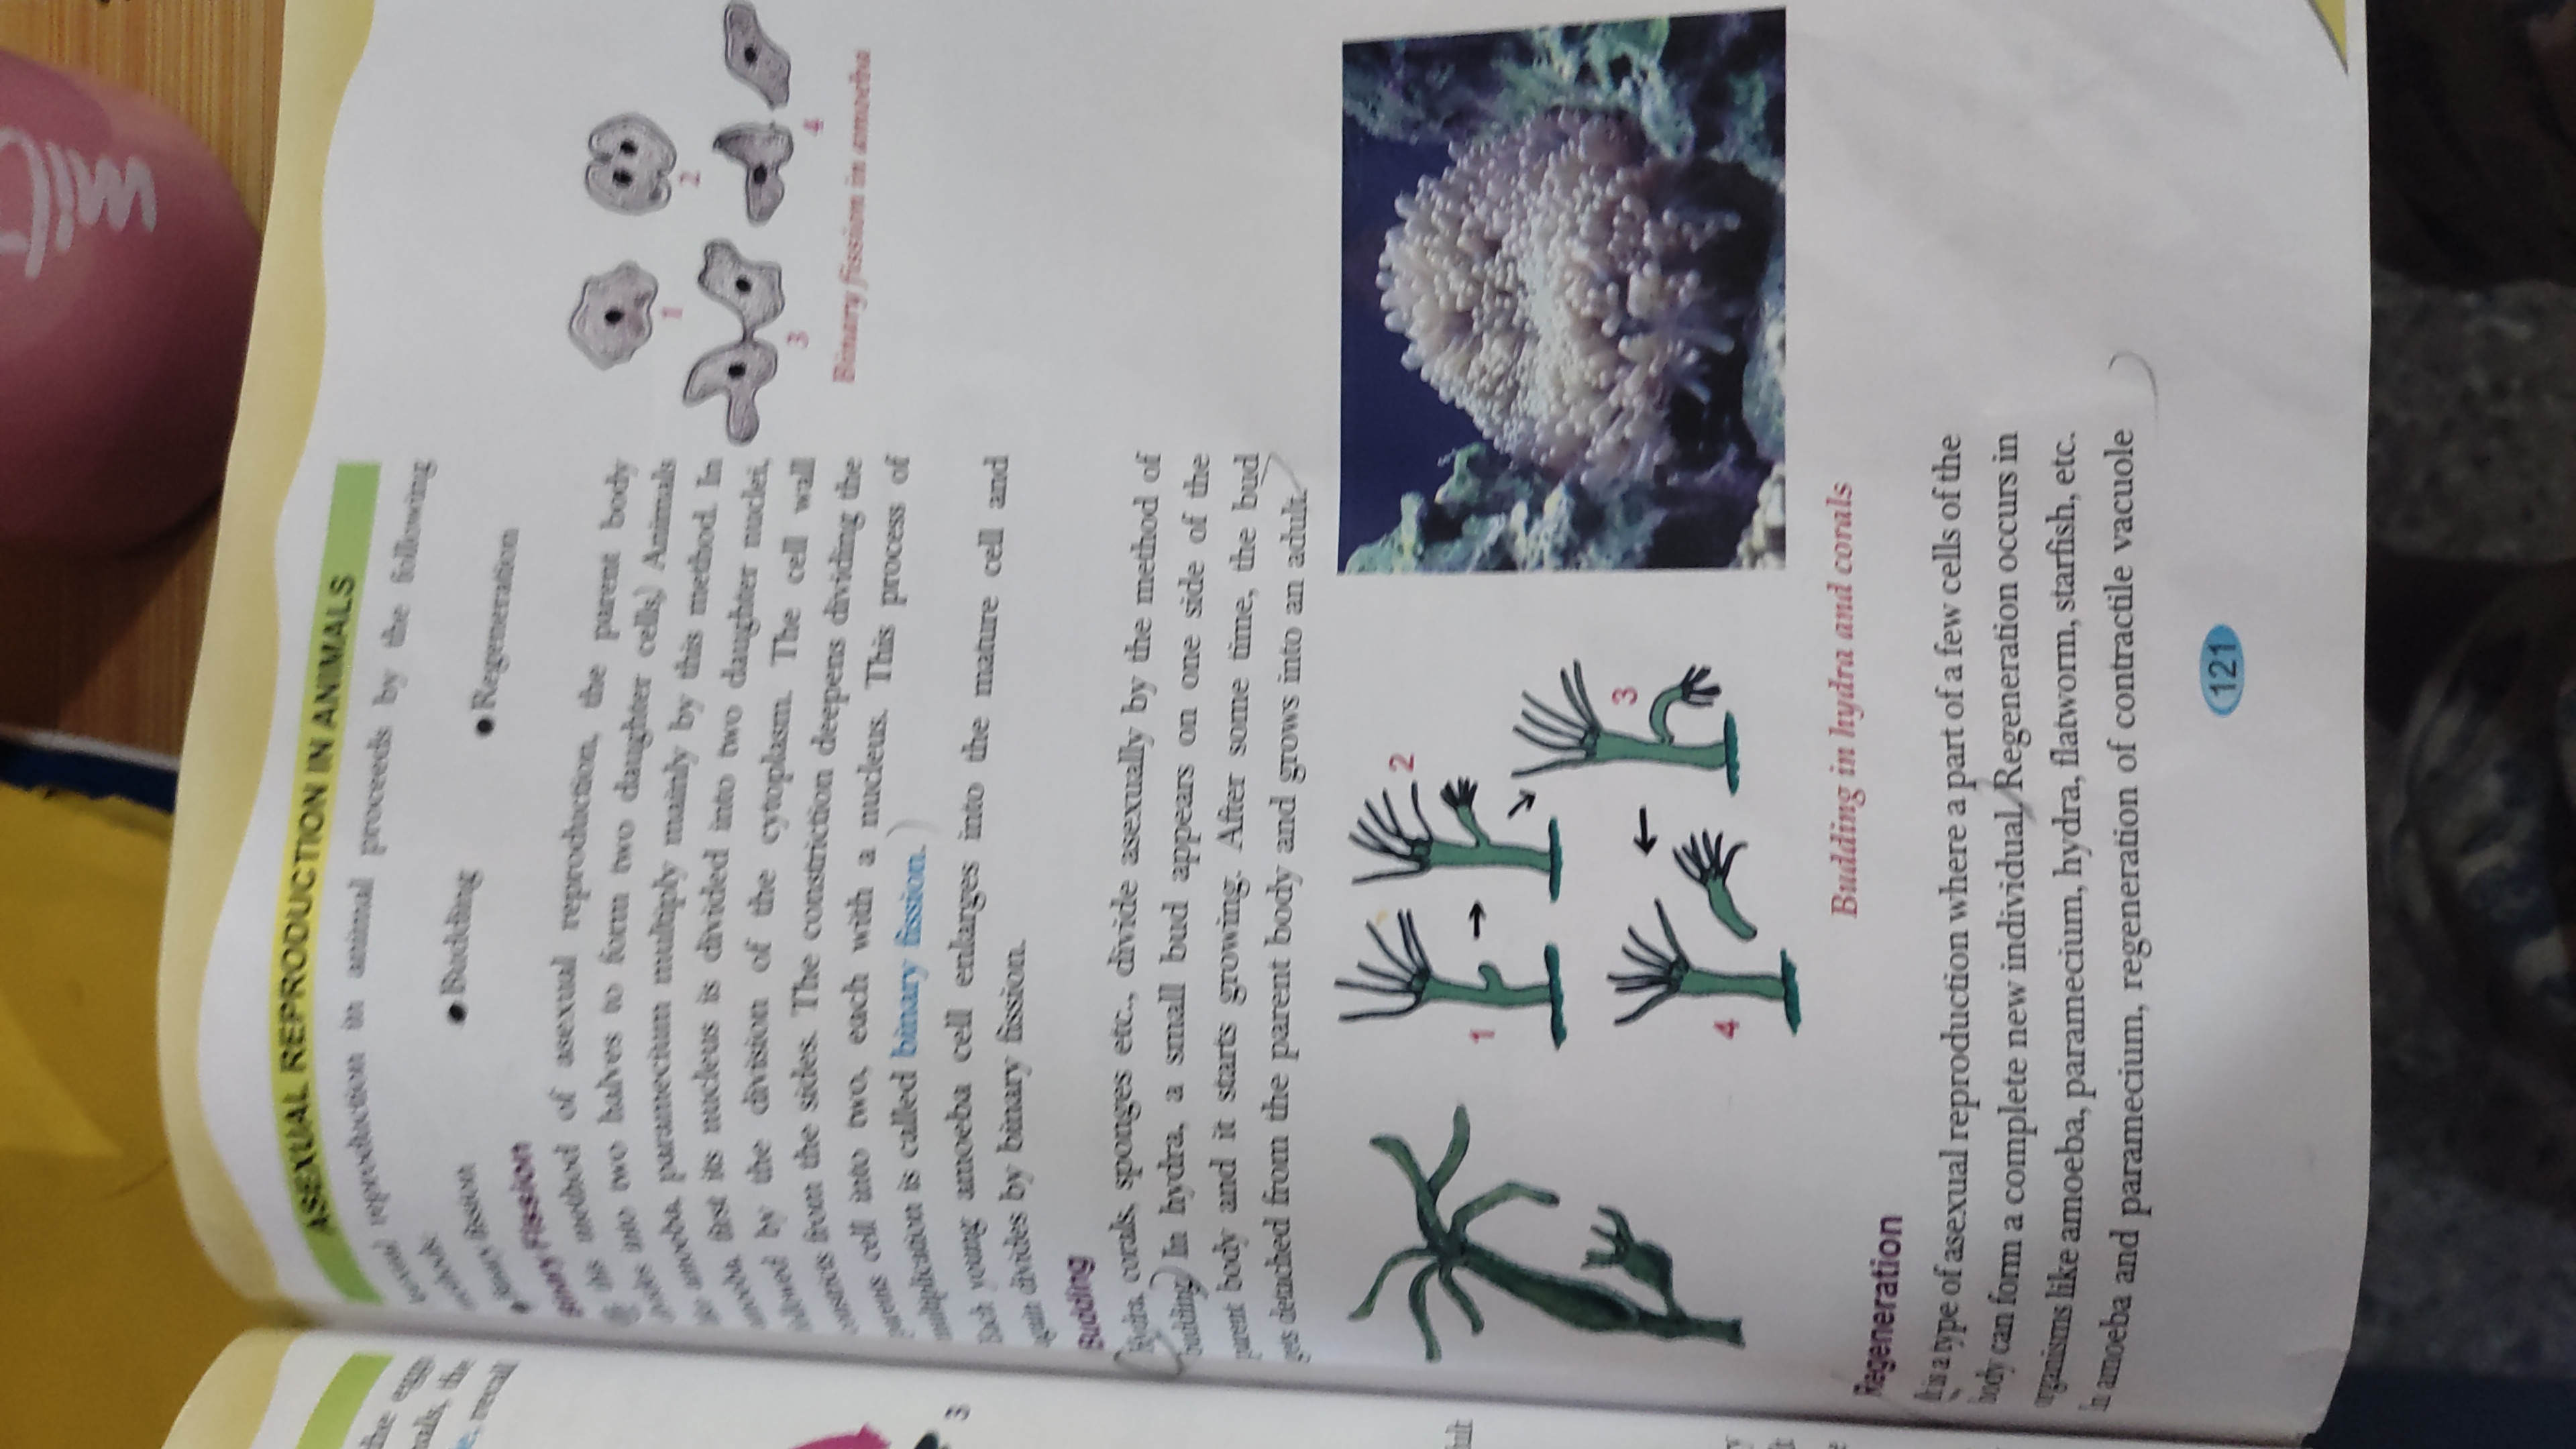 milt
the eggs
nals, the
recall
3
ult
ASEXUAL REPRODUCTION IN ANIMALS
reproduction in animal proceeds by the following
Binary fission
● Budding
● Regeneration
Binary Fission
this method of asexual reproduction, the parent body
into two halves to form two daughter cells) Animals
like amoeba, paramecium multiply mainly by this method. In
amoeba, first its nucleus is divided into two daughter nuclei,
followed by the division of the cytoplasm. The cell wall
constricts from the sides. The constriction deepens dividing the
parents cell into two, each with a nucleus. This process of
multiplication is called binary fission.)
Each young amoeba cell enlarges into the mature cell and
again divides by binary fission.
1
2
3
4
Binary fission in amoeba
Budding
Hydra, corals, sponges etc., divide asexually by the method of
budding) In hydra, a small bud appears on one side of the
parent body and it starts growing. After some time, the bud
gets detached from the parent body and grows into an adult.
1
2
3
4
Budding in hydra and corals
Regeneration
It is a type of asexual reproduction where a part of a few cells of the
body can form a complete new individual. Regeneration occurs in
organisms like amoeba, paramecium, hydra, flatworm, starfish, etc.
In amoeba and paramecium, regeneration of contractile vacuole
121